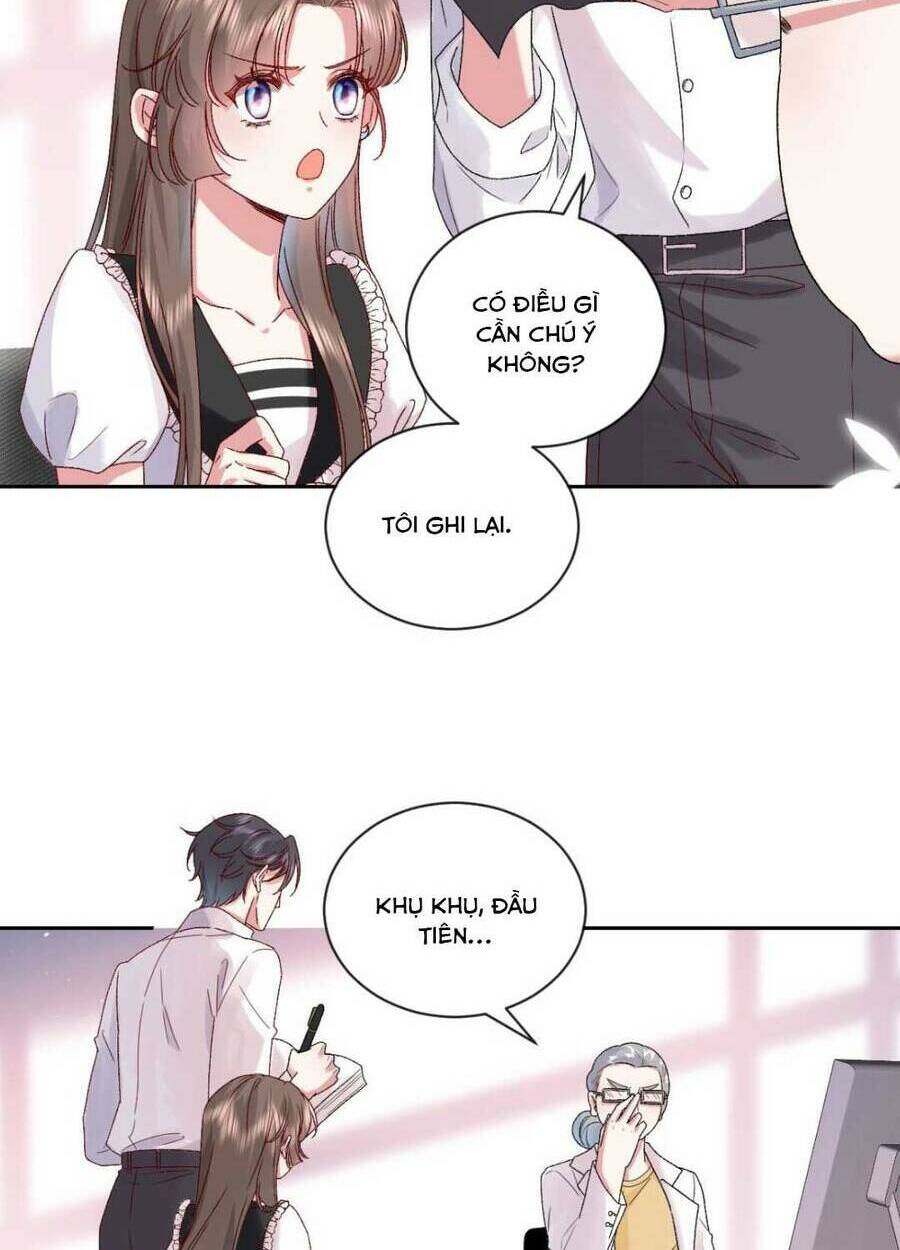 CÓ ĐIỀU GÌ
CẦN CHÚ Ý
KHÔNG?
TÔI GHI LẠI.
KHỤ KHỤ, ĐẦU
TIÊN...